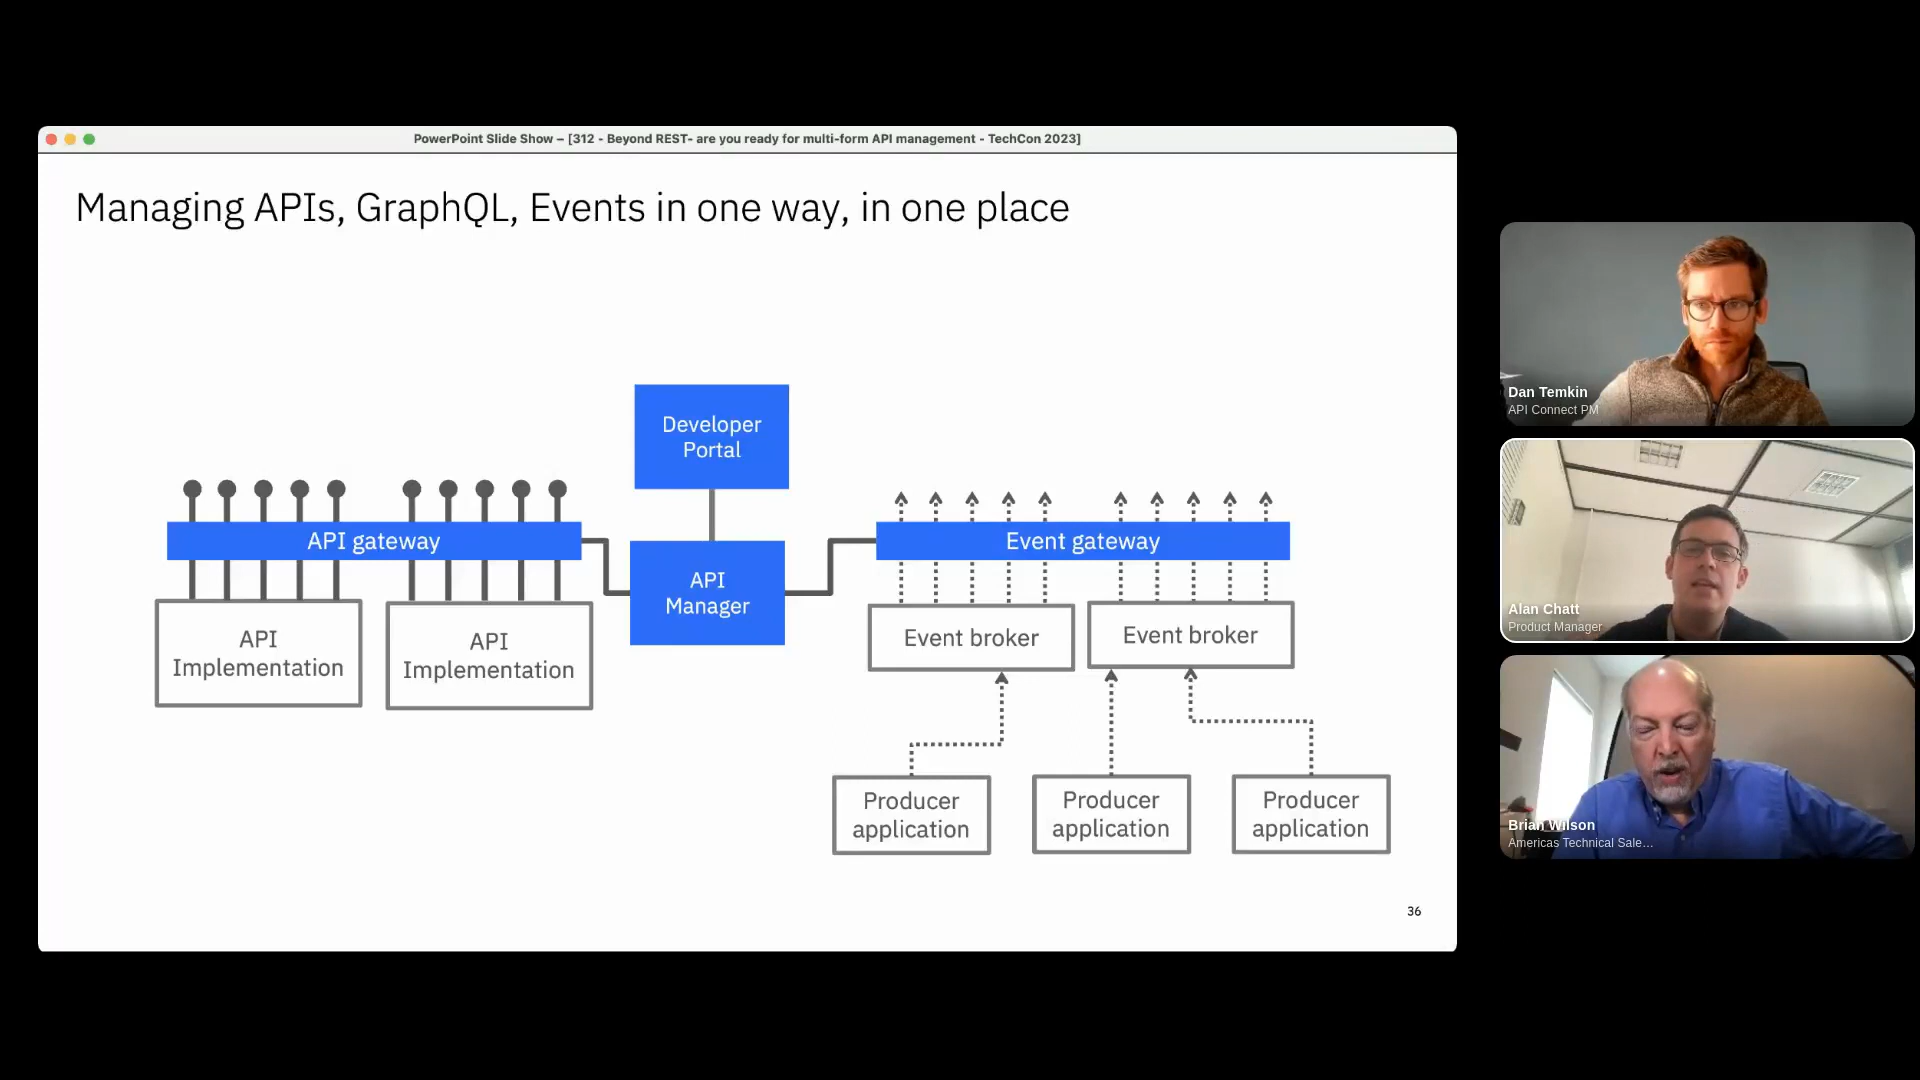 PowerPoint Slide Show – [312 - Beyond REST- are you ready for multi-form API management - TechCon 2023]
Managing APIs, GraphQL, Events in one way, in one place
Developer
Portal
API gateway
Event gateway
API
Manager
API
Implementation
API
Implementation
Event broker
Event broker
Producer
application
Producer
application
Producer
application
36
Dan Temkin
API Connect PM
Alan Chatt
Product Manager
Brian Wilson
Americas Technical Sale...